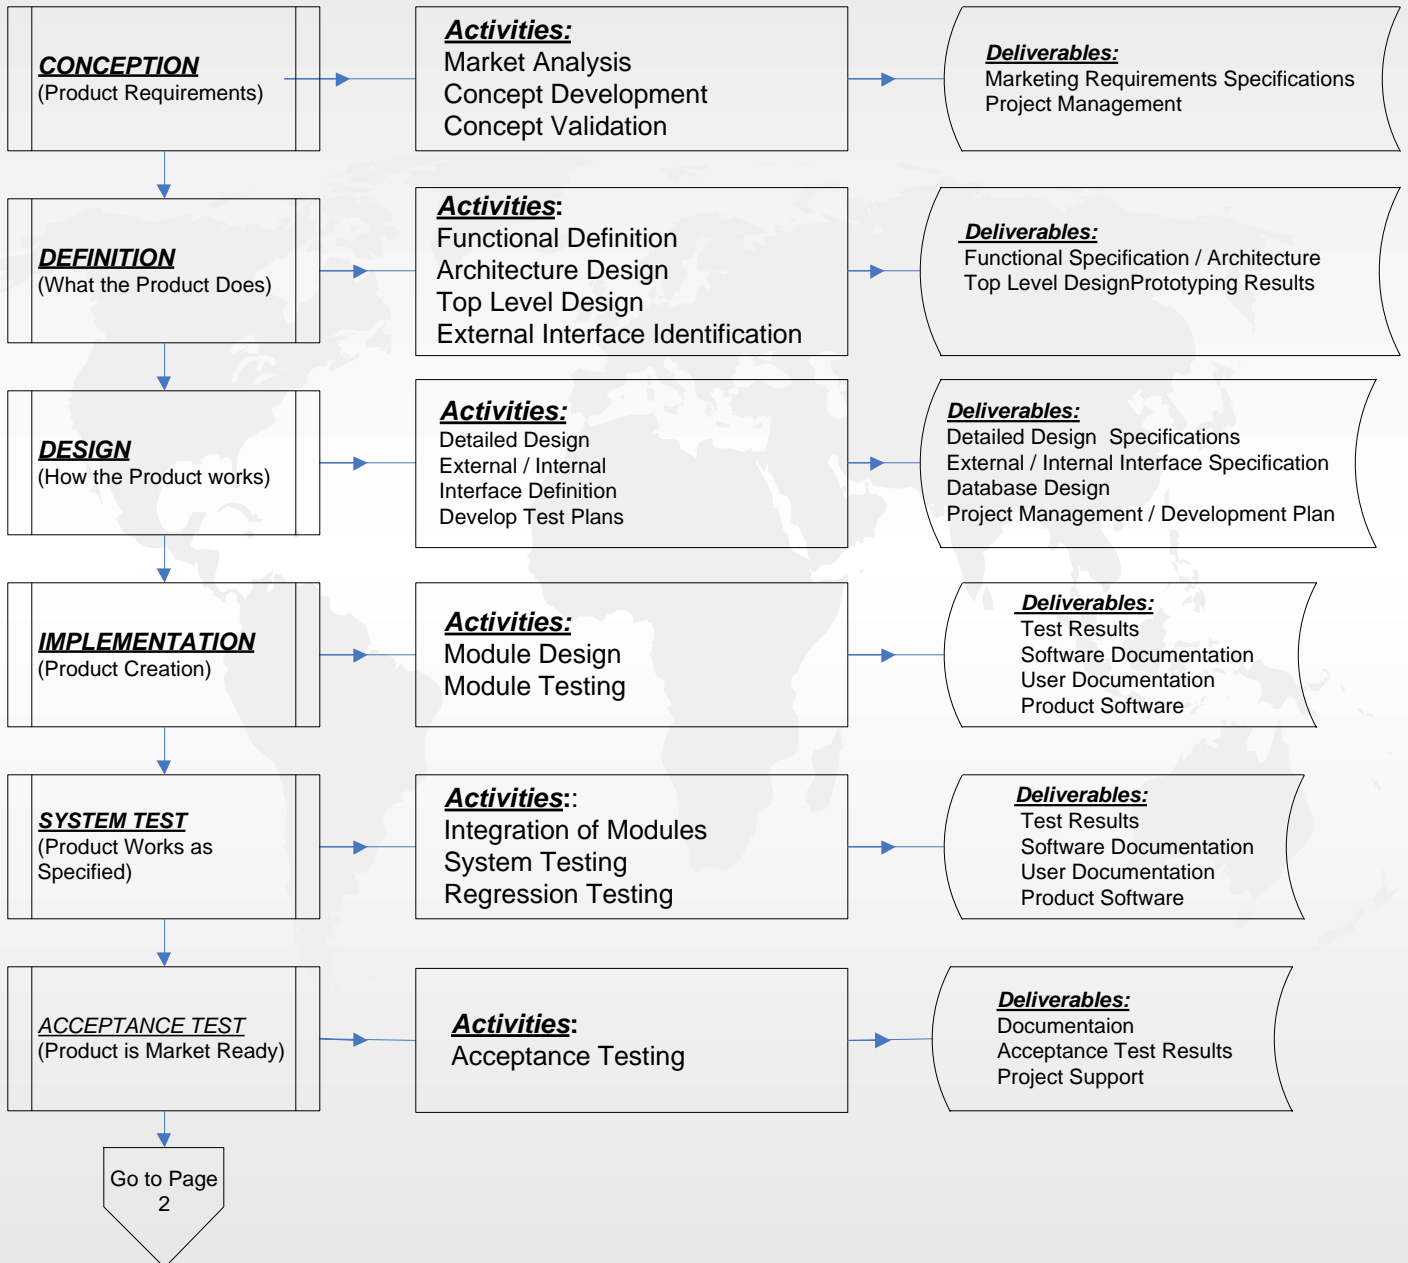 CONCEPTION
(Product Requirements)
Activities:
Market Analysis
Concept Development
Concept Validation
Deliverables:
Marketing Requirements Specifications
Project Management
DEFINITION
(What the Product Does)
Activities:
Functional Definition
Architecture Design
Top Level Design
External Interface Identification
Deliverables:
Functional Specification / Architecture
Top Level DesignPrototyping Results
DESIGN
(How the Product works)
Activities:
Detailed Design
External / Internal
Interface Definition
Develop Test Plans
Deliverables:
Detailed Design Specifications
External / Internal Interface Specification
Database Design
Project Management / Development Plan
IMPLEMENTATION
(Product Creation)
Activities:
Module Design
Module Testing
Deliverables:
Test Results
Software Documentation
User Documentation
Product Software
SYSTEM TEST
(Product Works as
Specified)
Activities::
Integration of Modules
System Testing
Regression Testing
Deliverables:
Test Results
Software Documentation
User Documentation
Product Software
ACCEPTANCE TEST
(Product is Market Ready)
Activities:
Acceptance Testing
Deliverables:
Documentaion
Acceptance Test Results
Project Support
Go to Page
2